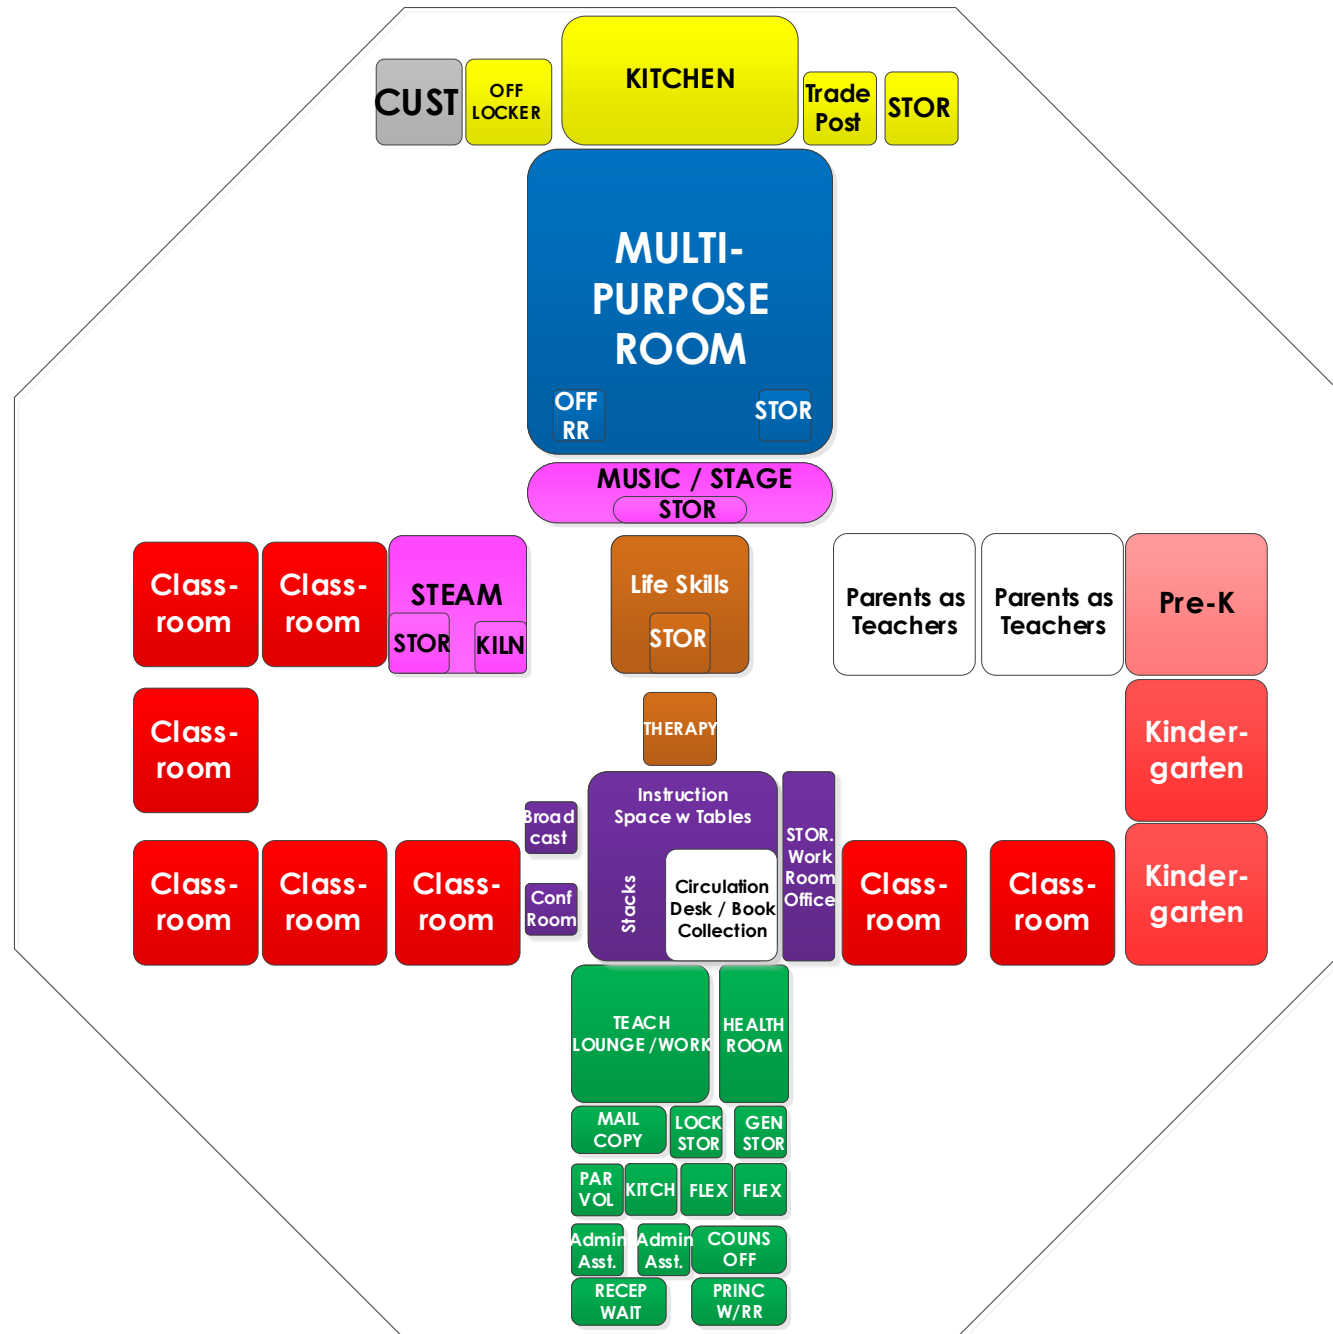 KITCHEN
CUST
OFF
LOCKER
Trade
Post
STOR
MULTI-
PURPOSE
ROOM
OFF
RR
STOR
MUSIC / STAGE
STOR
Class-
room
Class-
room
STEAM
STOR
KILN
Life Skills
STOR
Parents as
Teachers
Parents as
Teachers
Pre-K
Class-
room
THERAPY
Kinder-
garten
Broad
cast
Conf
Room
Instruction
Space w Tables
Stacks
Circulation
Desk / Book
Collection
STOR.
Work
Room
Office
Class-
room
Class-
room
Class-
room
Class-
room
Class-
room
Kinder-
garten
TEACH
LOUNGE /WORK
HEALTH
ROOM
MAIL
COPY
LOCK
STOR
GEN
STOR
PAR
VOL
KITCH
FLEX
FLEX
Admin
Asst.
Admin
Asst.
COUNS
OFF
RECEP
WAIT
PRINC
W/RR